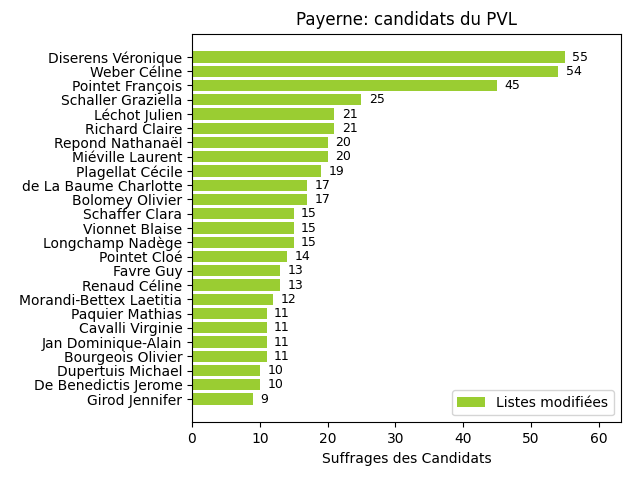 Payerne: candidats du PVL
Diserens Véronique 55
Weber Céline 54
Pointet François 45
Schaller Graziella 25
Léchot Julien 21
Richard Claire 21
Repond Nathanaël 20
Miéville Laurent 20
Plagellat Cécile 19
de La Baume Charlotte 17
Bolomey Olivier 17
Schaffer Clara 15
Vionnet Blaise 15
Longchamp Nadège 15
Pointet Cloé 14
Favre Guy 13
Renaud Céline 13
Morandi-Bettex Laetitia 12
Paquier Mathias 11
Cavalli Virginie 11
Jan Dominique-Alain 11
Bourgeois Olivier 11
Dupertuis Michael 10
De Benedictis Jerome 10
Girod Jennifer 9
Listes modifiées
0 10 20 30 40 50 60
Suffrages des Candidats